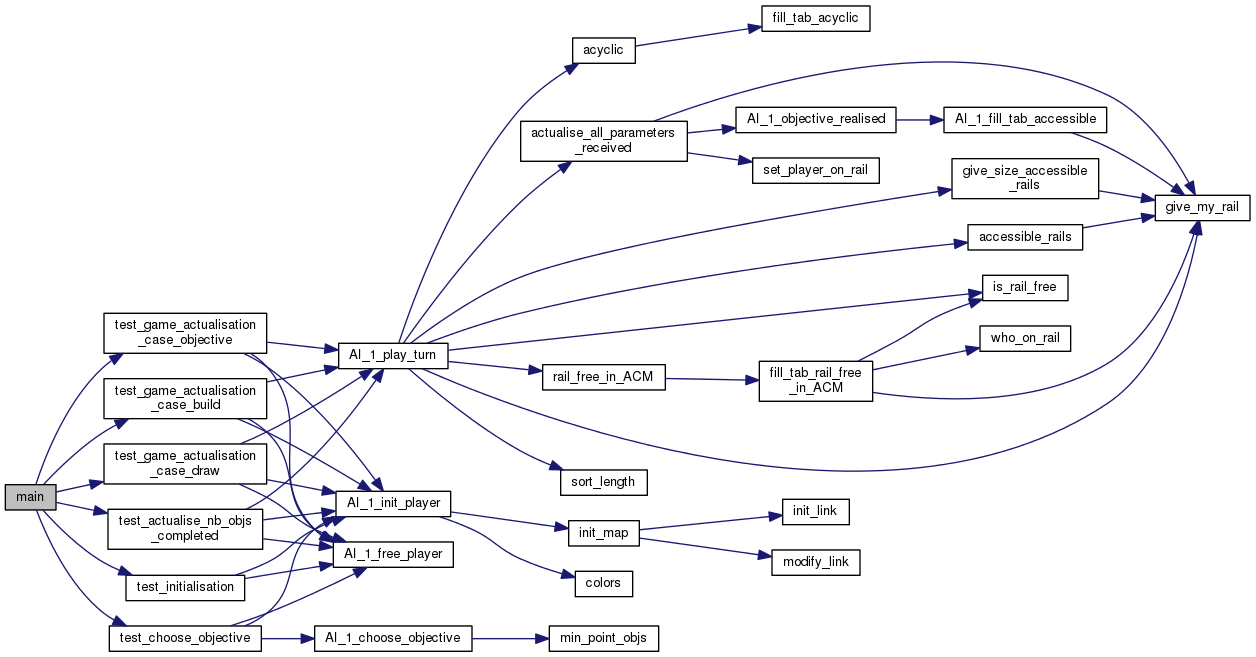 main
test_game_actualisation
_case_objective
test_game_actualisation
_case_build
test_game_actualisation
_case_draw
test_actualise_nb_objs
_completed
test_initialisation
test_choose_objective
AI_1_play_turn
AI_1_init_player
AI_1_free_player
AI_1_choose_objective
acyclic
actualise_all_parameters
_received
rail_free_in_ACM
sort_length
init_map
colors
min_point_objs
fill_tab_acyclic
AI_1_objective_realised
set_player_on_rail
fill_tab_rail_free
_in_ACM
init_link
modify_link
AI_1_fill_tab_accessible
give_size_accessible
_rails
accessible_rails
is_rail_free
who_on_rail
give_my_rail